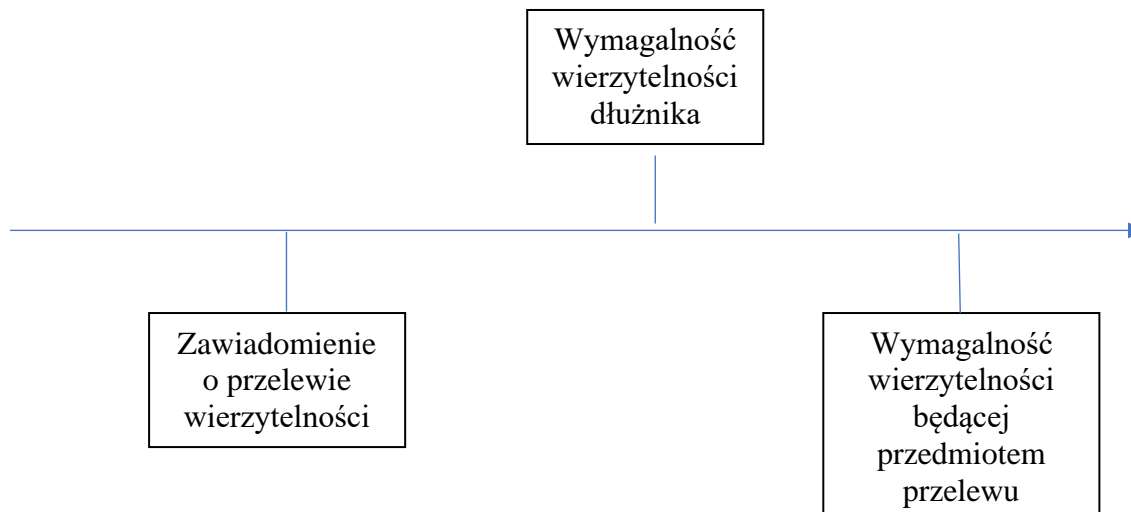 Wymagalność
wierzytelności
dłużnika
Zawiadomienie
o przelewie
wierzytelności
Wymagalność
wierzytelności
będącej
przedmiotem
przelewu